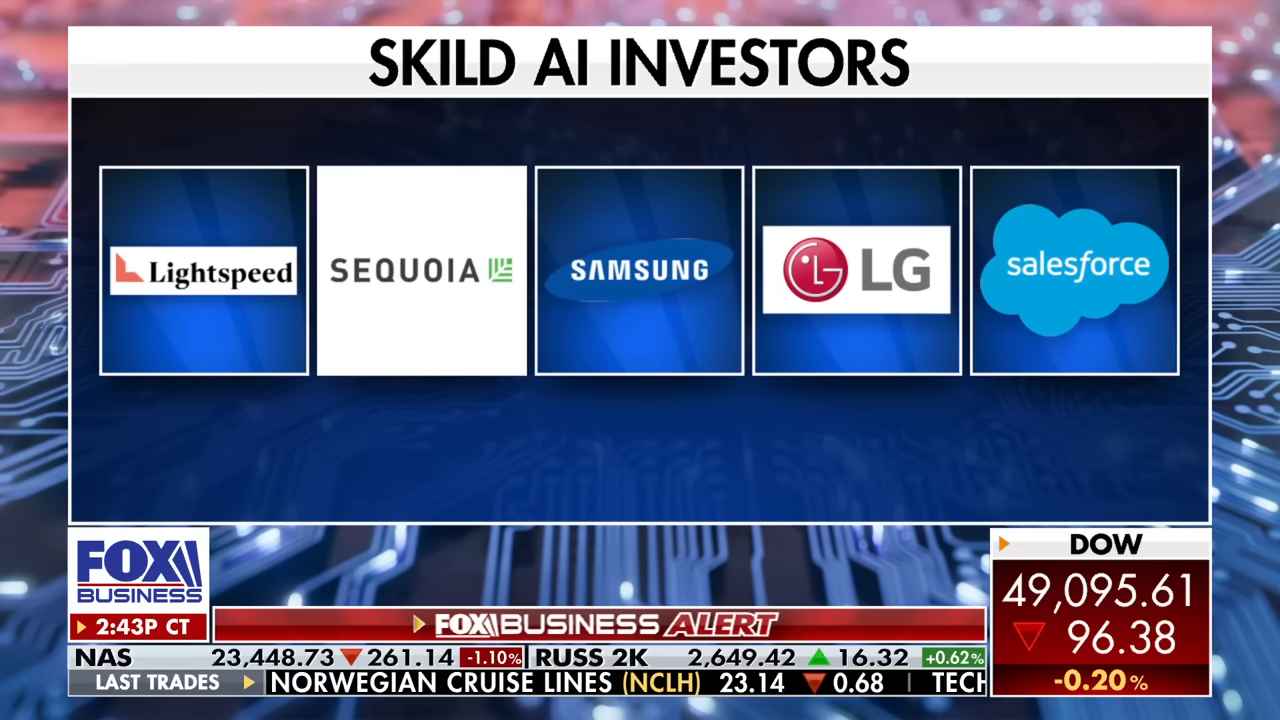 SKILD AI INVESTORS
Lightspeed
SEQUOIA
SAMSUNG
LG
salesforce
FOX
BUSINESS
2:43P CT
FOX BUSINESS ALERT
DOW
49,095.61
96.38
-0.20%
NAS 23,448.73 261.14 -1.10% RUSS 2K 2,649.42 16.32 +0.62%
LAST TRADES NORWEGIAN CRUISE LINES (NCLH) 23.14 0.68 | TECH